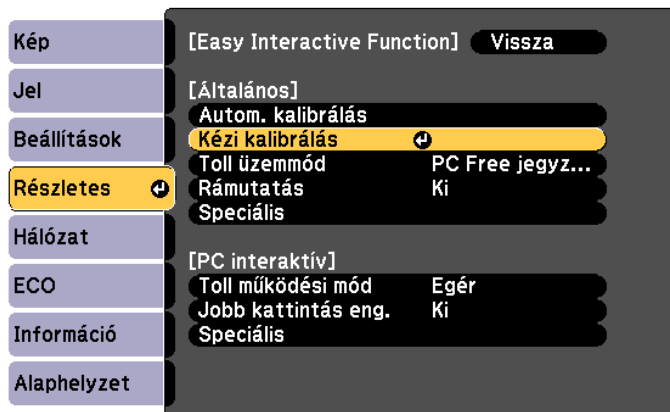 Kép
Jel
Beállítások
Részletes
Hálózat
ECO
Információ
Alaphelyzet
[Easy Interactive Function] Vissza
[Általános]
Autom. kalibrálás
Kézi kalibrálás
Toll üzemmód PC Free jegyz...
Rámutatás Ki
Speciális
[PC interaktív]
Toll működési mód Egér
Jobb kattintás eng. Ki
Speciális